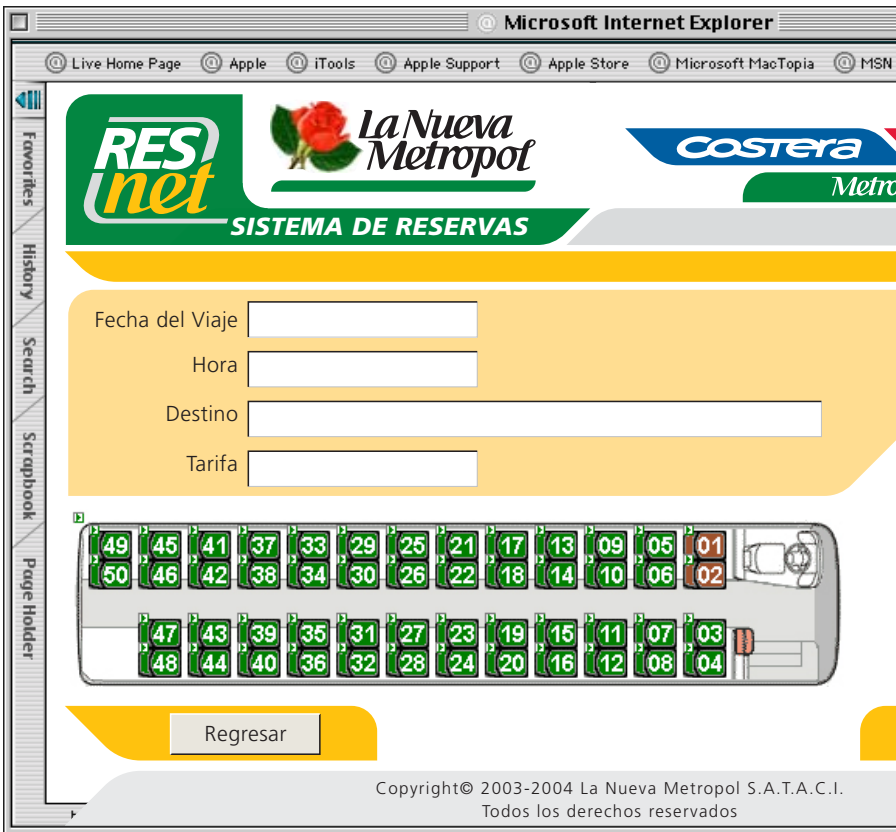 Microsoft Internet Explorer
Live Home Page Apple iTools Apple Support Apple Store Microsoft MacTopia MSN
Favorites
History
Search
Scrapbook
Page Holder
RES
net
SISTEMA DE RESERVAS
La Nueva
Metropol
COSTERA
Metro
Fecha del Viaje
Hora
Destino
Tarifa
49 45 41 37 33 29 25 21 17 13 09 05 01
50 46 42 38 34 30 26 22 18 14 10 06 02
47 43 39 35 31 27 23 19 15 11 07 03
48 44 40 36 32 28 24 20 16 12 08 04
Regresar
Copyright© 2003-2004 La Nueva Metropol S.A.T.A.C.I.
Todos los derechos reservados